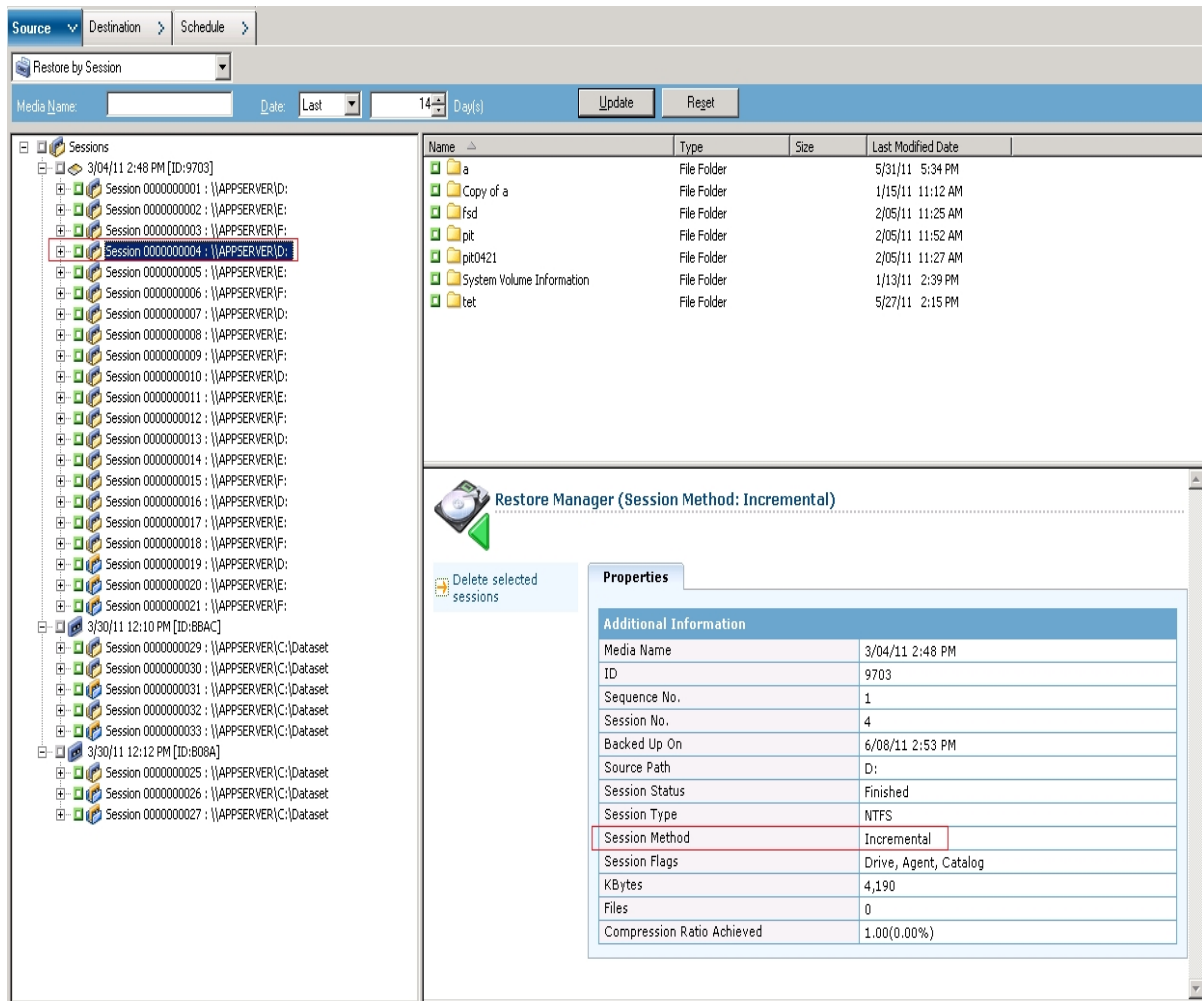 Source Destination Schedule
Restore by Session
Media Name: Date: Last 14 Day(s) Update Reset
Sessions
3/04/11 2:48 PM [ID:9703]
Session 0000000001 : \\APPSERVER\D:
Session 0000000002 : \\APPSERVER\E:
Session 0000000003 : \\APPSERVER\F:
Session 0000000004 : \\APPSERVER\D:
Session 0000000005 : \\APPSERVER\E:
Session 0000000006 : \\APPSERVER\F:
Session 0000000007 : \\APPSERVER\D:
Session 0000000008 : \\APPSERVER\E:
Session 0000000009 : \\APPSERVER\F:
Session 0000000010 : \\APPSERVER\D:
Session 0000000011 : \\APPSERVER\E:
Session 0000000012 : \\APPSERVER\F:
Session 0000000013 : \\APPSERVER\D:
Session 0000000014 : \\APPSERVER\E:
Session 0000000015 : \\APPSERVER\F:
Session 0000000016 : \\APPSERVER\D:
Session 0000000017 : \\APPSERVER\E:
Session 0000000018 : \\APPSERVER\F:
Session 0000000019 : \\APPSERVER\D:
Session 0000000020 : \\APPSERVER\E:
Session 0000000021 : \\APPSERVER\F:
3/30/11 12:10 PM [ID:BBAC]
Session 0000000029 : \\APPSERVER\C:\Dataset
Session 0000000030 : \\APPSERVER\C:\Dataset
Session 0000000031 : \\APPSERVER\C:\Dataset
Session 0000000032 : \\APPSERVER\C:\Dataset
Session 0000000033 : \\APPSERVER\C:\Dataset
3/30/11 12:12 PM [ID:B08A]
Session 0000000025 : \\APPSERVER\C:\Dataset
Session 0000000026 : \\APPSERVER\C:\Dataset
Session 0000000027 : \\APPSERVER\C:\Dataset
Name Type Size Last Modified Date
a File Folder 5/31/11 5:34 PM
Copy of a File Folder 1/15/11 11:12 AM
fsd File Folder 2/05/11 11:25 AM
pit File Folder 2/05/11 11:52 AM
pit0421 File Folder 2/05/11 11:27 AM
System Volume Information File Folder 1/13/11 2:39 PM
tet File Folder 5/27/11 2:15 PM
Restore Manager (Session Method: Incremental)
Delete selected
sessions
Properties
Additional Information
Media Name 3/04/11 2:48 PM
ID 9703
Sequence No. 1
Session No. 4
Backed Up On 6/08/11 2:53 PM
Source Path D:
Session Status Finished
Session Type NTFS
Session Method Incremental
Session Flags Drive, Agent, Catalog
KBytes 4,190
Files 0
Compression Ratio Achieved 1.00(0.00%)